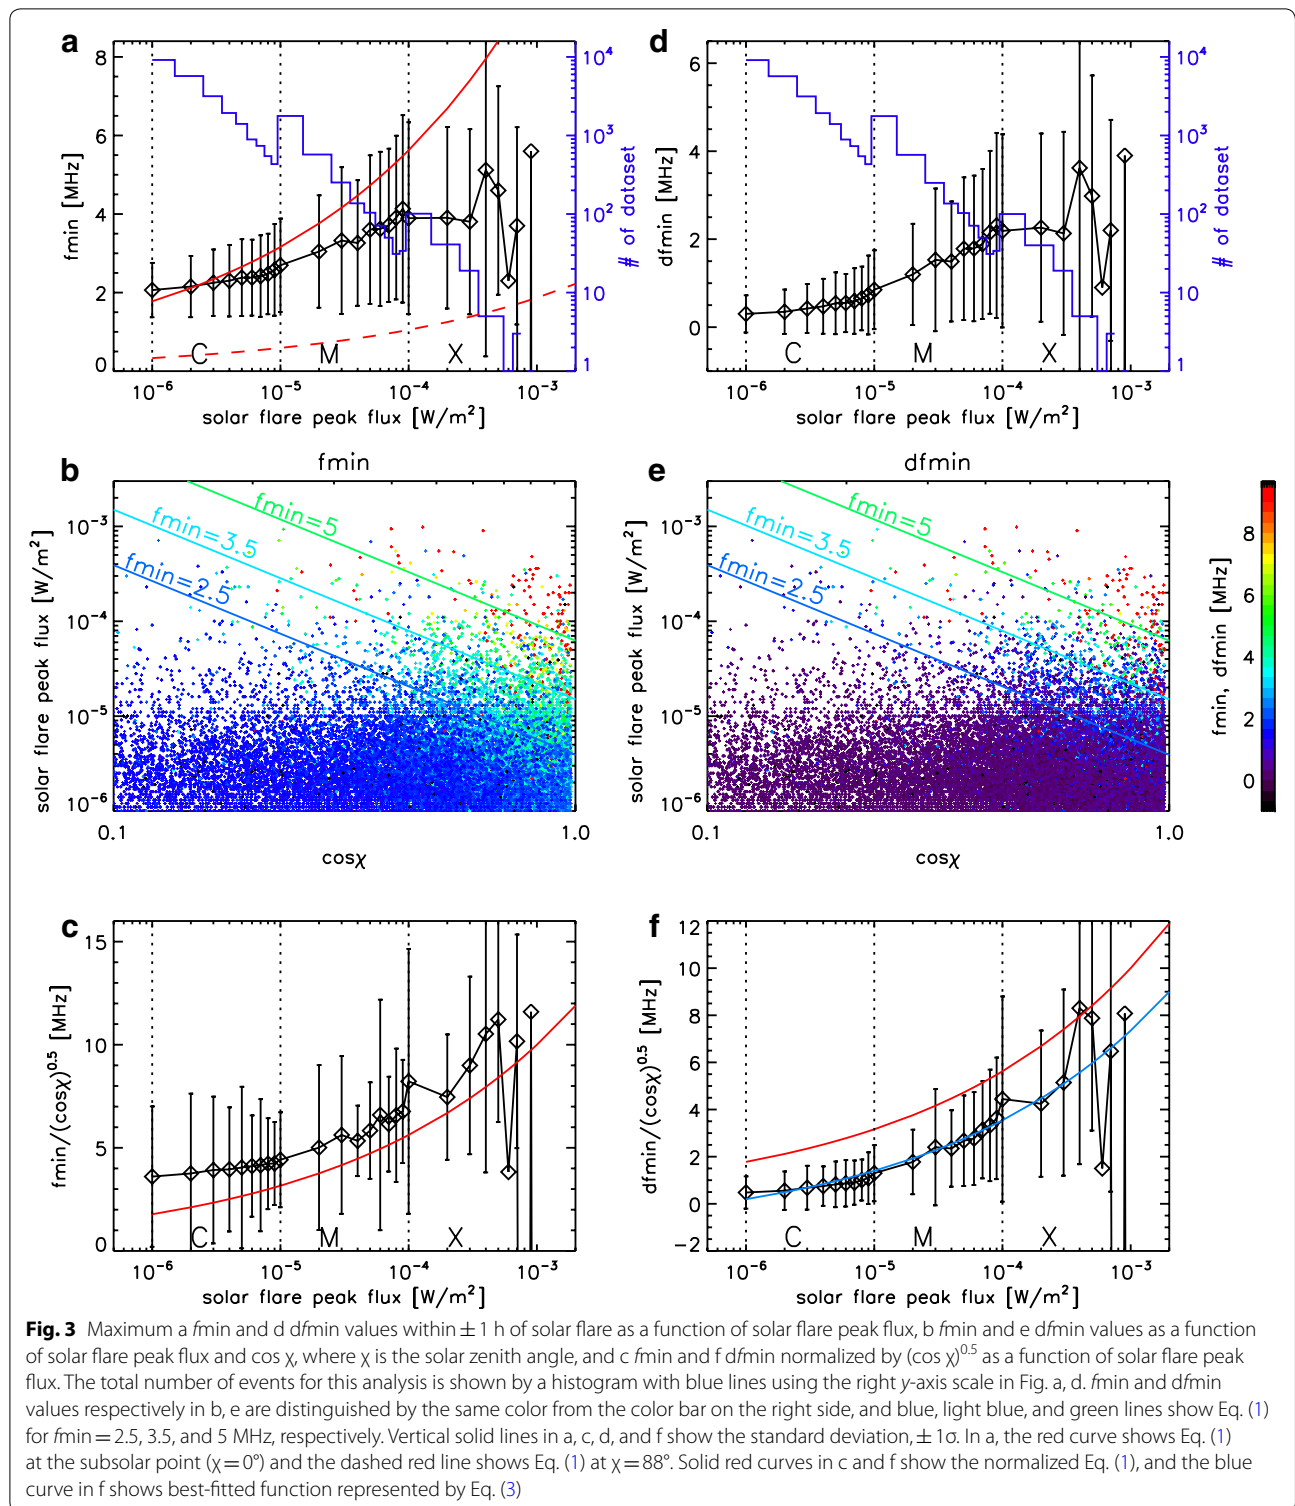 a
d
8
6
4
2
0
fmin [MHz]
10⁴
10³
10²
10
1
# of dataset
C
M
X
10⁻⁶
10⁻⁵
10⁻⁴
10⁻³
solar flare peak flux [W/m²]
6
4
2
0
dfmin [MHz]
10⁴
10³
10²
10
1
# of dataset
C
M
X
10⁻⁶
10⁻⁵
10⁻⁴
10⁻³
solar flare peak flux [W/m²]
b
fmin
fmin=5
fmin=3.5
fmin=2.5
10⁻³
10⁻⁴
10⁻⁵
10⁻⁶
solar flare peak flux [W/m²]
0.1
1.0
cosχ
e
dfmin
fmin=5
fmin=3.5
fmin=2.5
10⁻³
10⁻⁴
10⁻⁵
10⁻⁶
solar flare peak flux [W/m²]
0.1
1.0
cosχ
8
6
4
2
0
fmin, dfmin [MHz]
c
15
10
5
0
fmin/(cosχ)⁰·⁵ [MHz]
C
M
X
10⁻⁶
10⁻⁵
10⁻⁴
10⁻³
solar flare peak flux [W/m²]
f
12
10
8
6
4
2
0
−2
dfmin/(cosχ)⁰·⁵ [MHz]
C
M
X
10⁻⁶
10⁻⁵
10⁻⁴
10⁻³
solar flare peak flux [W/m²]
Fig. 3 Maximum a fmin and d dfmin values within ± 1 h of solar flare as a function of solar flare peak flux, b fmin and e dfmin values as a function
of solar flare peak flux and cos χ, where χ is the solar zenith angle, and c fmin and f dfmin normalized by (cos χ)⁰·⁵ as a function of solar flare peak
flux. The total number of events for this analysis is shown by a histogram with blue lines using the right y-axis scale in Fig. a, d. fmin and dfmin
values respectively in b, e are distinguished by the same color from the color bar on the right side, and blue, light blue, and green lines show Eq. (1)
for fmin = 2.5, 3.5, and 5 MHz, respectively. Vertical solid lines in a, c, d, and f show the standard deviation, ± 1σ. In a, the red curve shows Eq. (1)
at the subsolar point (χ = 0°) and the dashed red line shows Eq. (1) at χ = 88°. Solid red curves in c and f show the normalized Eq. (1), and the blue
curve in f shows best-fitted function represented by Eq. (3)